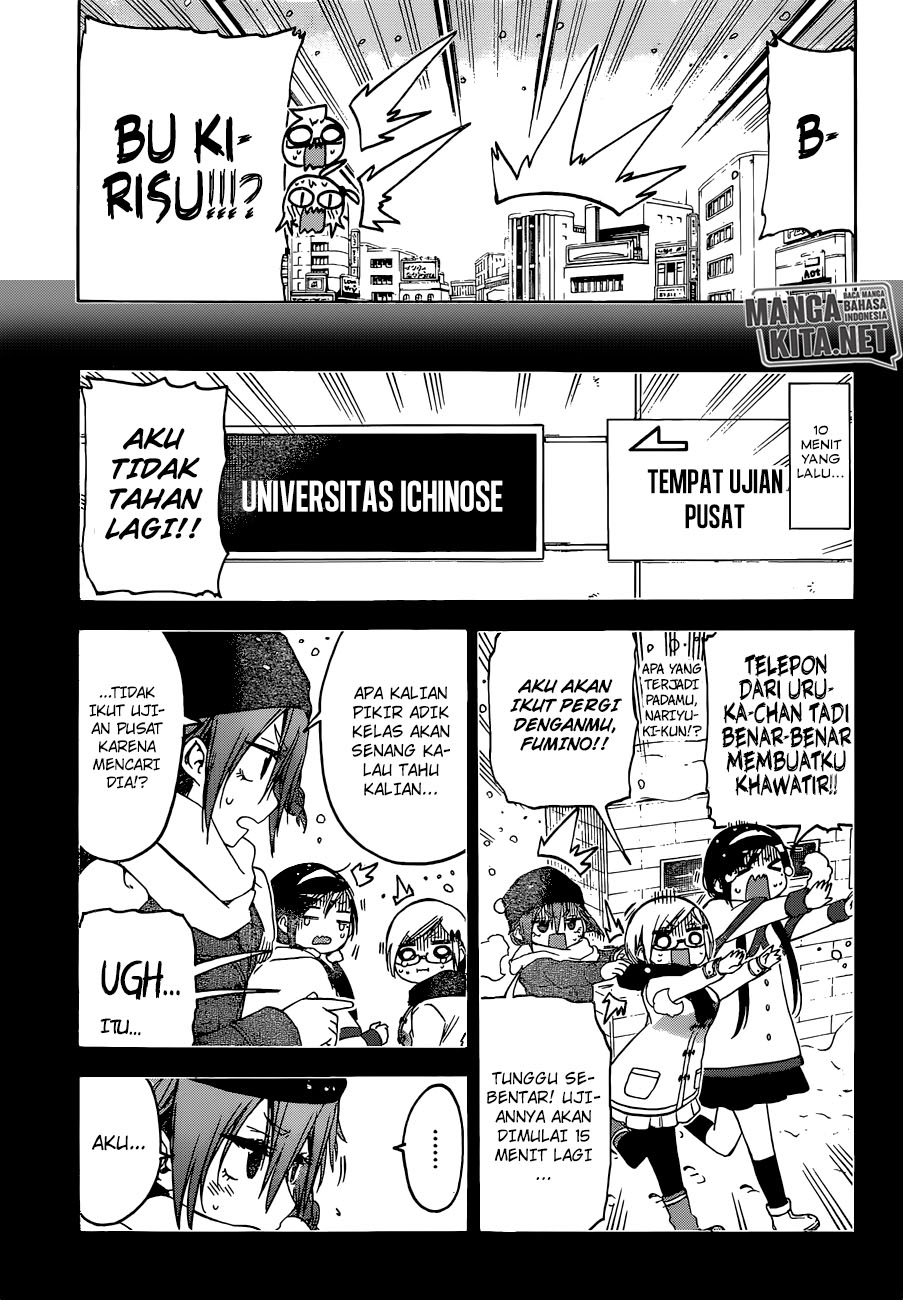 B-
BU KI-
RISU!!!?
Aot
MANGA
KITA.NET
BACA MANGA
BAHASA
INDONESIA
10
MENIT
YANG
LALU...
TEMPAT UJIAN
PUSAT
UNIVERSITAS ICHINOSE
AKU
TIDAK
TAHAN
LAGI!!
TELEPON
DARI URU-
KA-CHAN TADI
BENAR-BENAR
MEMBUATKU
KHAWATIR!!
APA YANG
TERJADI
PADAMU,
NARIYU-
KI-KUN!?
AKU AKAN
IKUT PERGI
DENGANMU,
FUMINO!!
TUNGGU SE-
BENTAR! UJI-
ANNYA AKAN
DIMULAI 15
MENIT LAGI
...
APA KALIAN
PIKIR ADIK
KELAS AKAN
SENANG KA-
LAU TAHU
KALIAN...
...TIDAK
IKUT UJI-
AN PUSAT
KARENA
MENCARI
DIA!?
UGH...
ITU...
......
AKU...